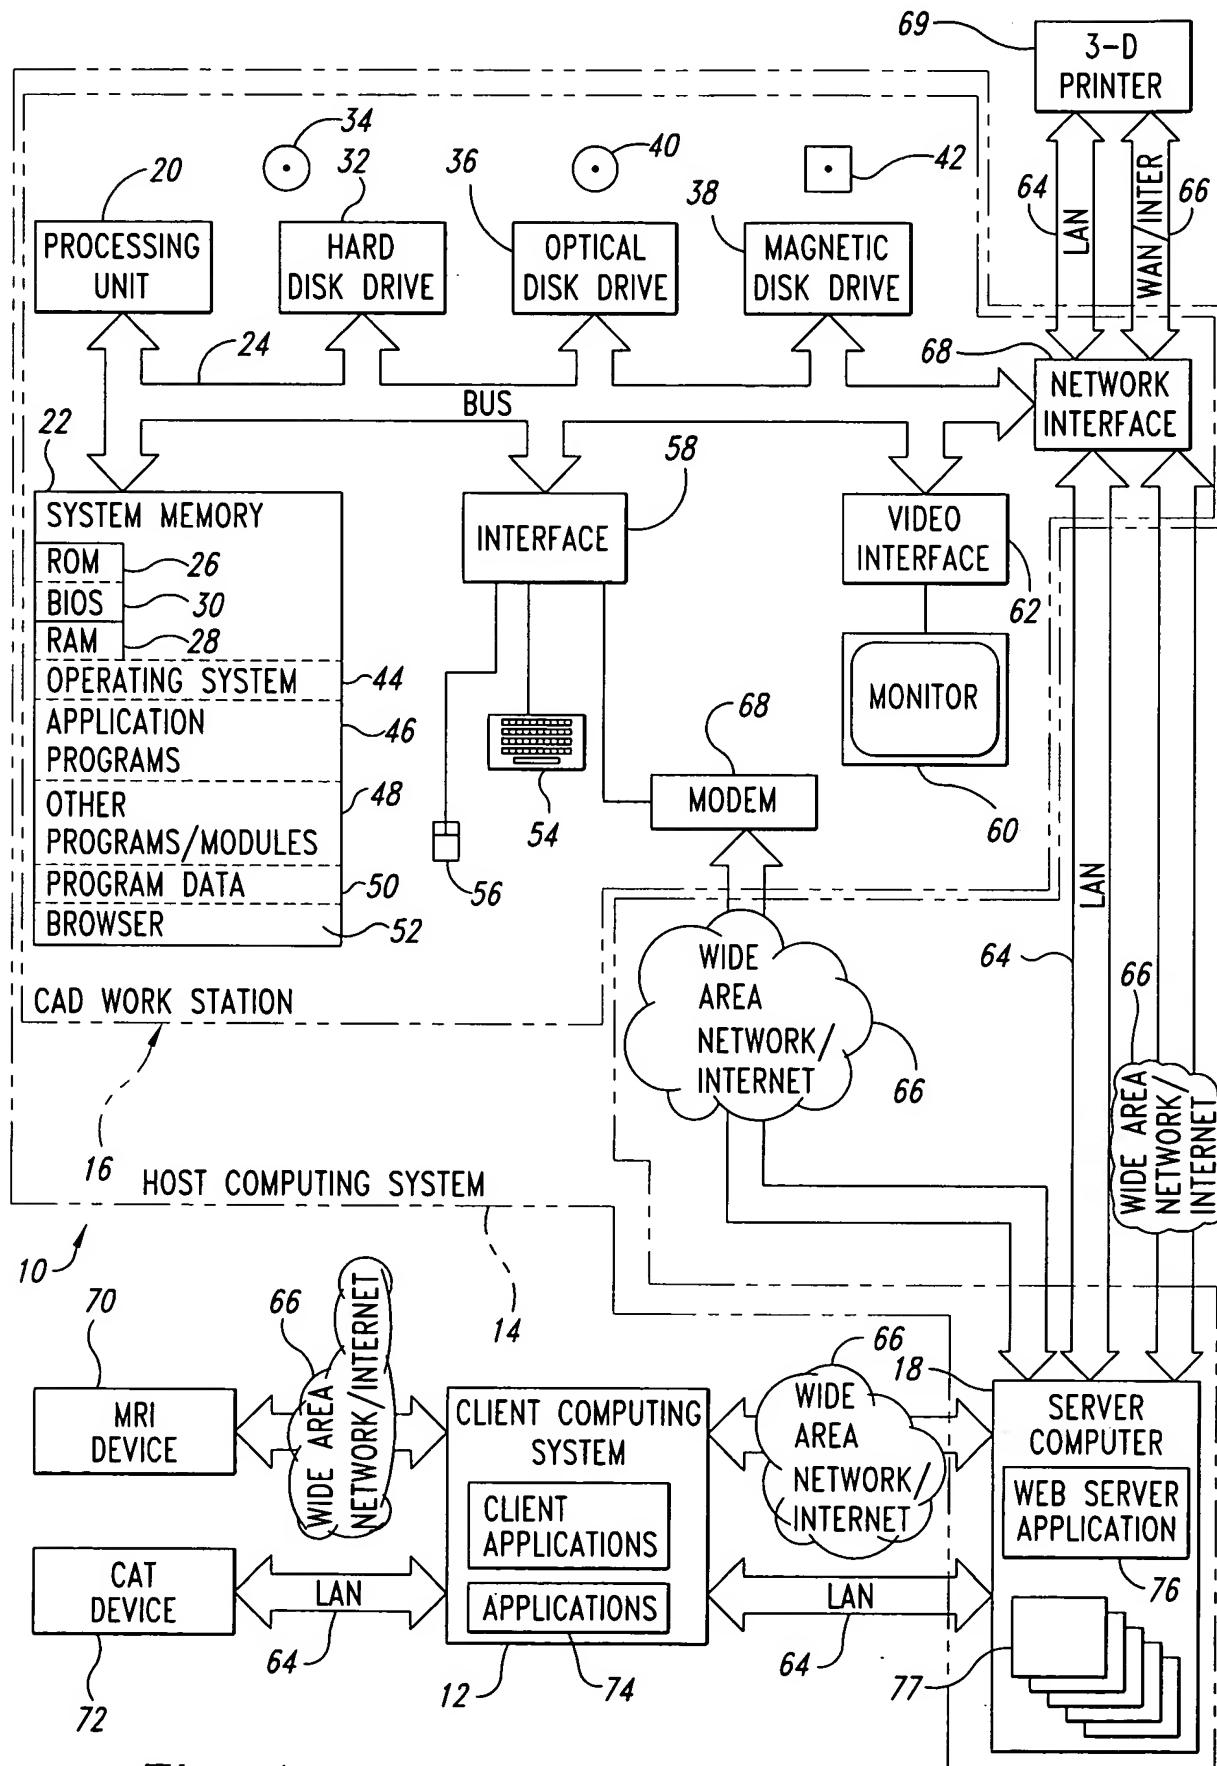 69
3-D
PRINTER
34
32
20
36
40
38
42
64
LAN
WAN/INTER
66
PROCESSING
UNIT
HARD
DISK DRIVE
OPTICAL
DISK DRIVE
MAGNETIC
DISK DRIVE
24
BUS
68
NETWORK
INTERFACE
22
SYSTEM MEMORY
ROM
26
BIOS
30
RAM
28
OPERATING SYSTEM
44
APPLICATION
PROGRAMS
46
OTHER
PROGRAMS/MODULES
48
PROGRAM DATA
50
BROWSER
52
58
INTERFACE
VIDEO
INTERFACE
62
MONITOR
60
54
56
68
MODEM
WIDE
AREA
NETWORK/
INTERNET
66
LAN
64
66
WIDE AREA
NETWORK/
INTERNET
CAD WORK STATION
16
HOST COMPUTING SYSTEM
10
14
70
MRI
DEVICE
66
WIDE AREA
NETWORK/INTERNET
CLIENT COMPUTING
SYSTEM
CLIENT
APPLICATIONS
APPLICATIONS
12
74
66
WIDE
AREA
NETWORK/
INTERNET
18
SERVER
COMPUTER
WEB SERVER
APPLICATION
76
77
CAT
DEVICE
72
LAN
64
LAN
64